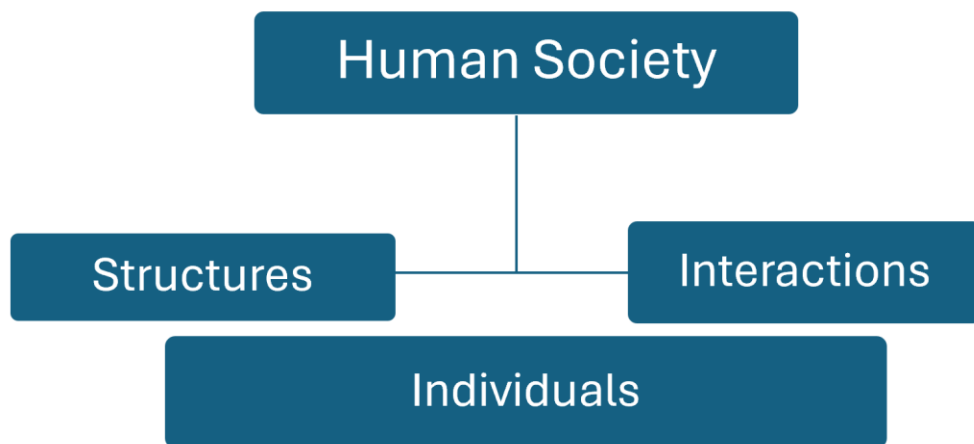 Human Society
Structures
Interactions
Individuals